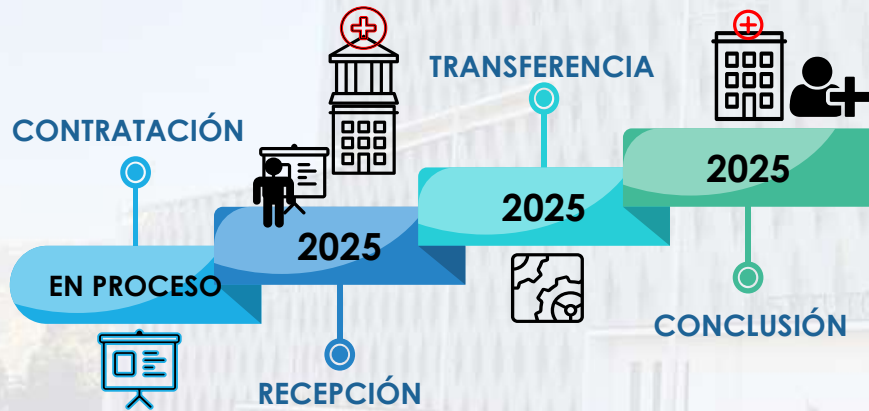 CONTRATACIÓN
EN PROCESO
2025
RECEPCIÓN
TRANSFERENCIA
2025
2025
CONCLUSIÓN